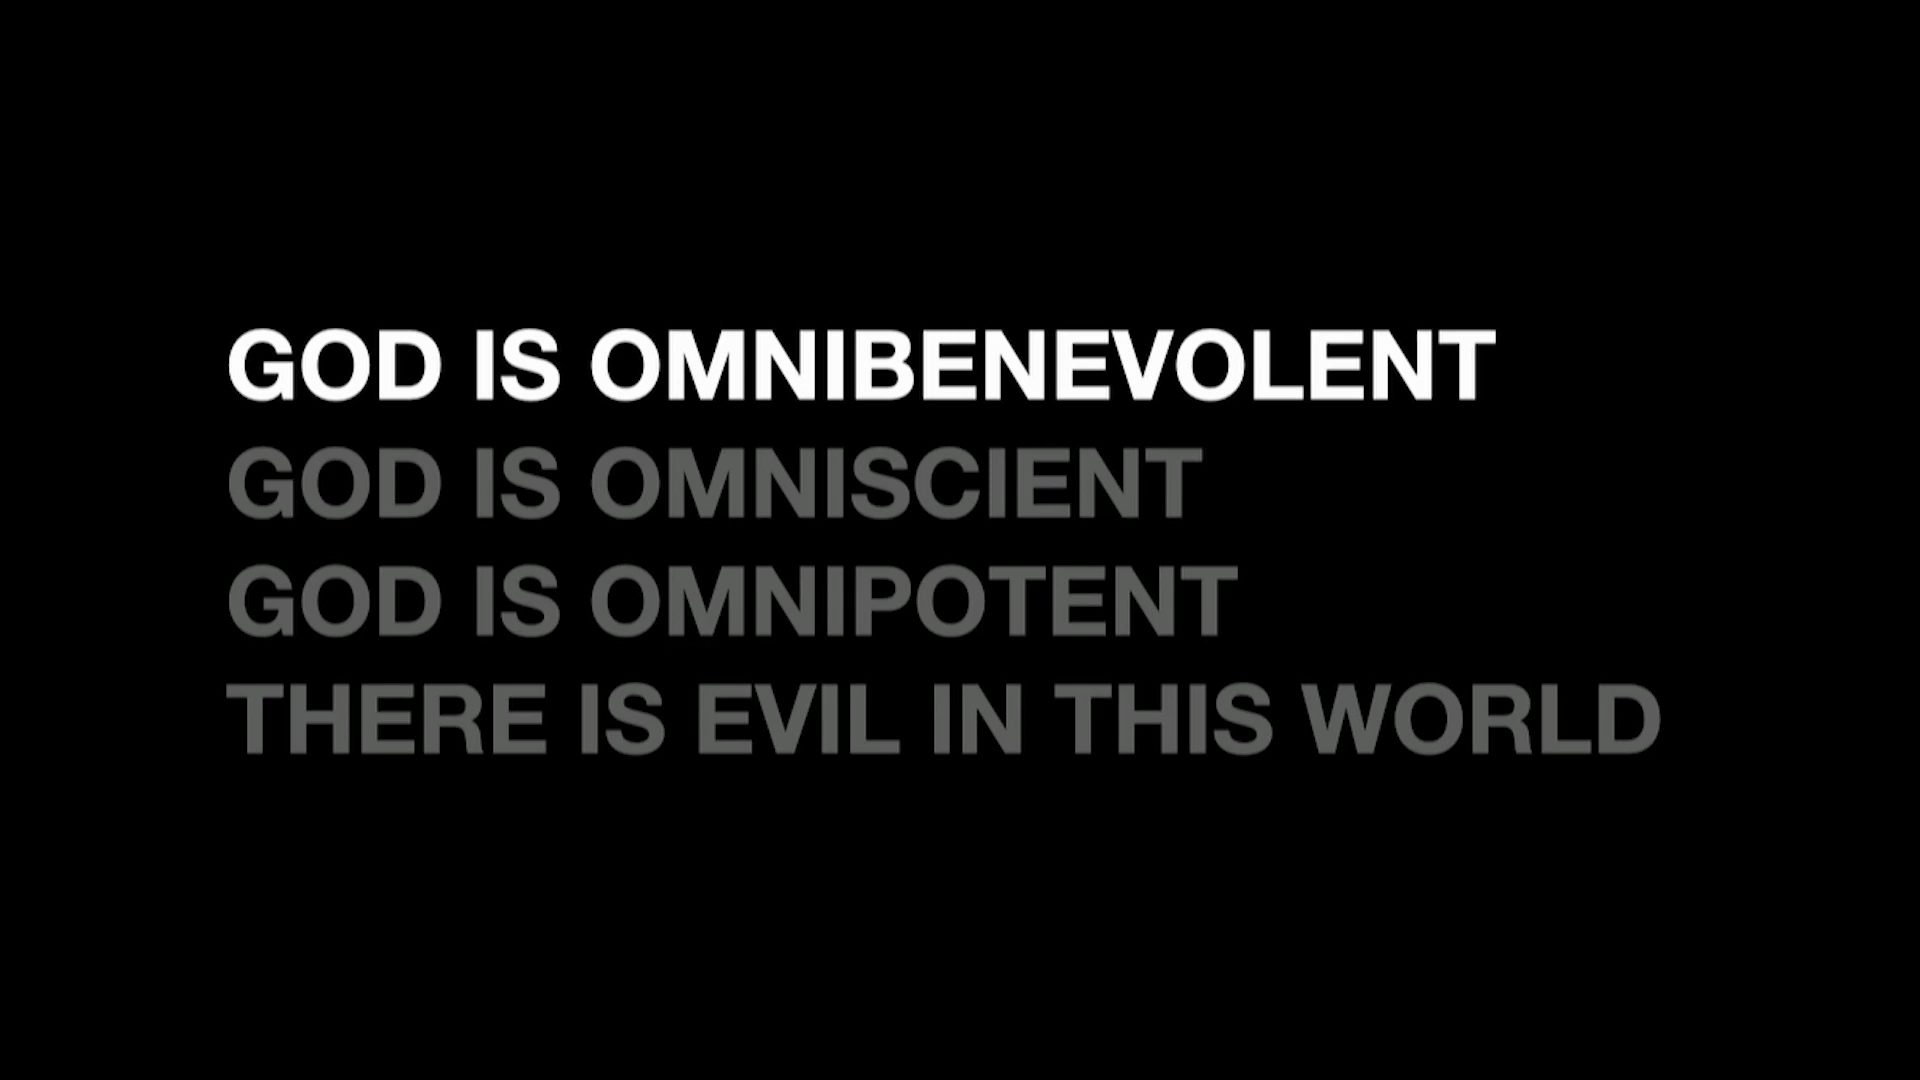 GOD IS OMNIBENEVOLENT
GOD IS OMNISCIENT
GOD IS OMNIPOTENT
THERE IS EVIL IN THIS WORLD